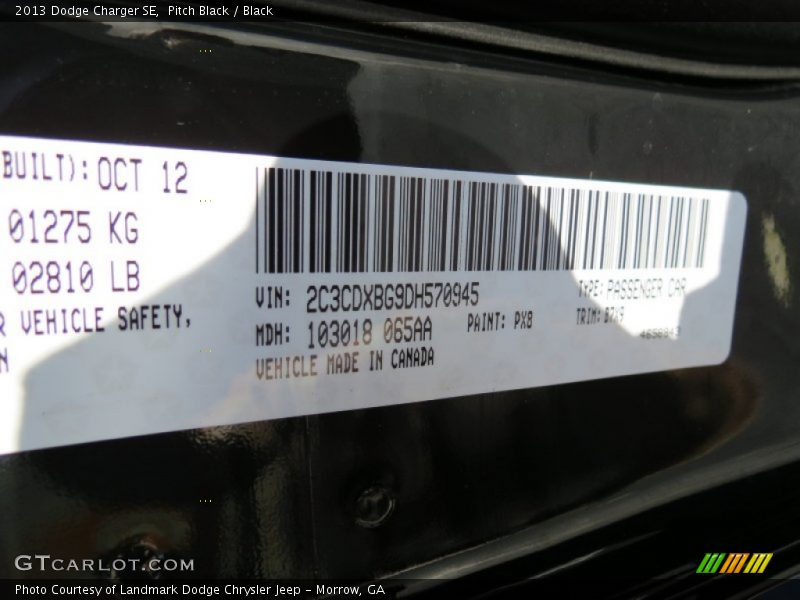 2013 Dodge Charger SE, Pitch Black / Black
BUILT): OCT 12
01275 KG
02810 LB
VEHICLE SAFETY,
VIN: 2C3CDXBG9DH570945 TYPE: PASSENGER CAR
MDH: 103018 065AA PAINT: PX8 TRIM:
VEHICLE MADE IN CANADA
GTCARLOT.COM
Photo Courtesy of Landmark Dodge Chrysler Jeep – Morrow, GA